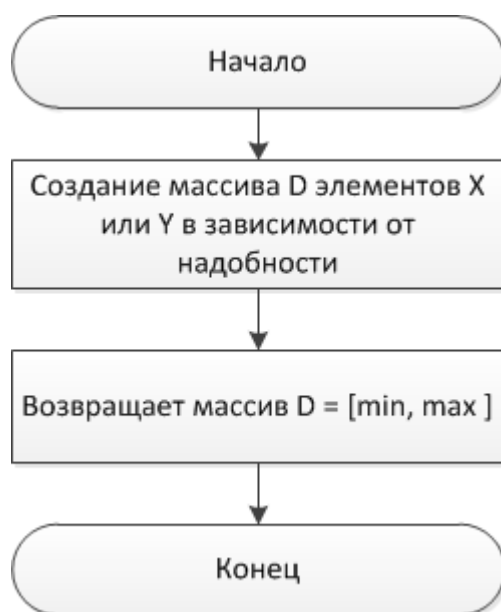 Начало
Создание массива D элементов X
или Y в зависимости от
надобности
Возвращает массив D = [min, max ]
Конец